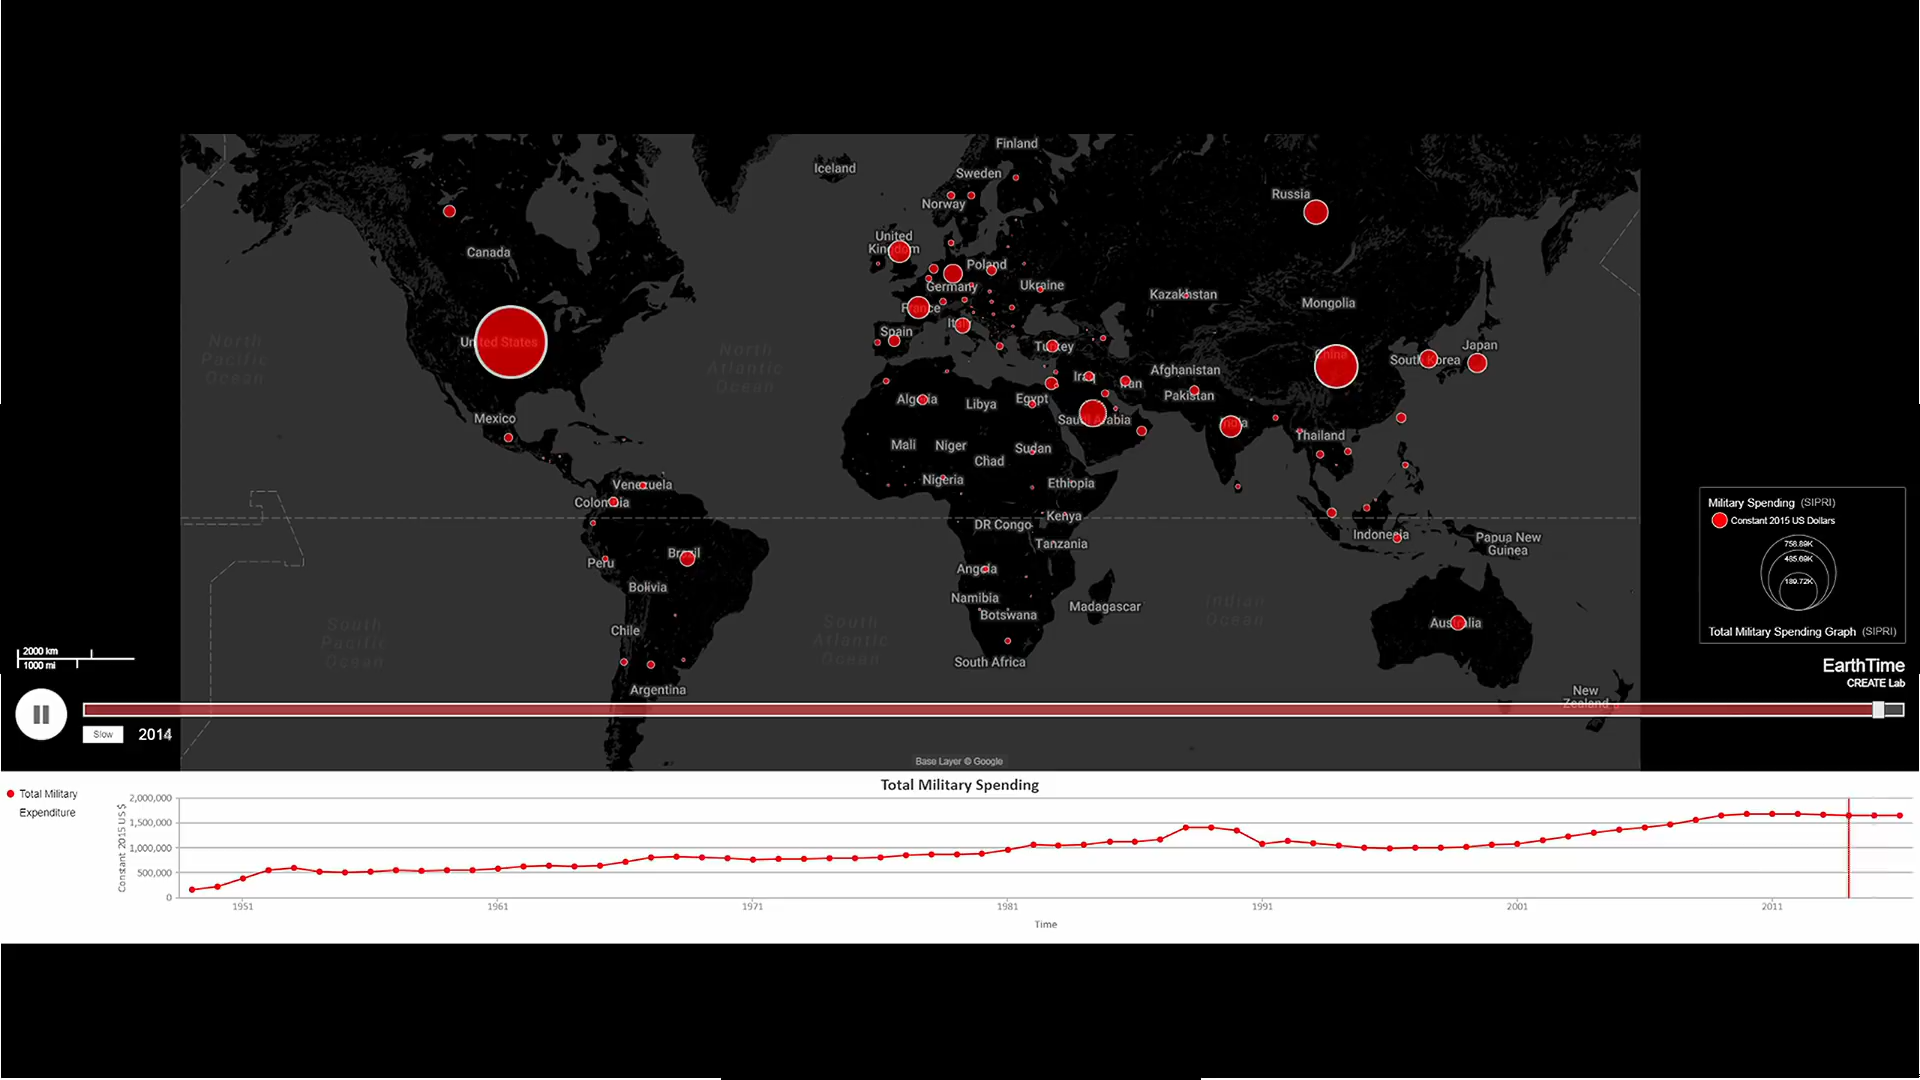 Finland
Iceland
Sweden
Russia
Norway
United
Kingdom
Canada
Poland
Germany
Ukraine
Kazakhstan
Mongolia
France
Italy
Spain
North
Pacific
Ocean
United States
North
Atlantic
Ocean
Turkey
China
South Korea
Japan
Iraq
Iran
Afghanistan
Pakistan
Algeria
Libya
Egypt
Saudi Arabia
India
Mexico
Mali
Niger
Chad
Sudan
Thailand
Venezuela
Colombia
Nigeria
Ethiopia
DR Congo
Kenya
Tanzania
Indonesia
Papua New
Guinea
Peru
Brazil
Bolivia
Angola
Namibia
Botswana
Madagascar
Indian
Ocean
South
Pacific
Ocean
South
Atlantic
Ocean
Chile
Australia
South Africa
Argentina
New
Zealand
Military Spending (SIPRI)
Constant 2015 US Dollars
758.89K
485.69K
189.72K
Total Military Spending Graph (SIPRI)
2000 km
1000 mi
EarthTime
CREATE Lab
Slow
2014
Base Layer © Google
Total Military Spending
Total Military
Expenditure
Constant 2015 US$
2,000,000
1,500,000
1,000,000
500,000
0
1951
1961
1971
1981
1991
2001
2011
Time